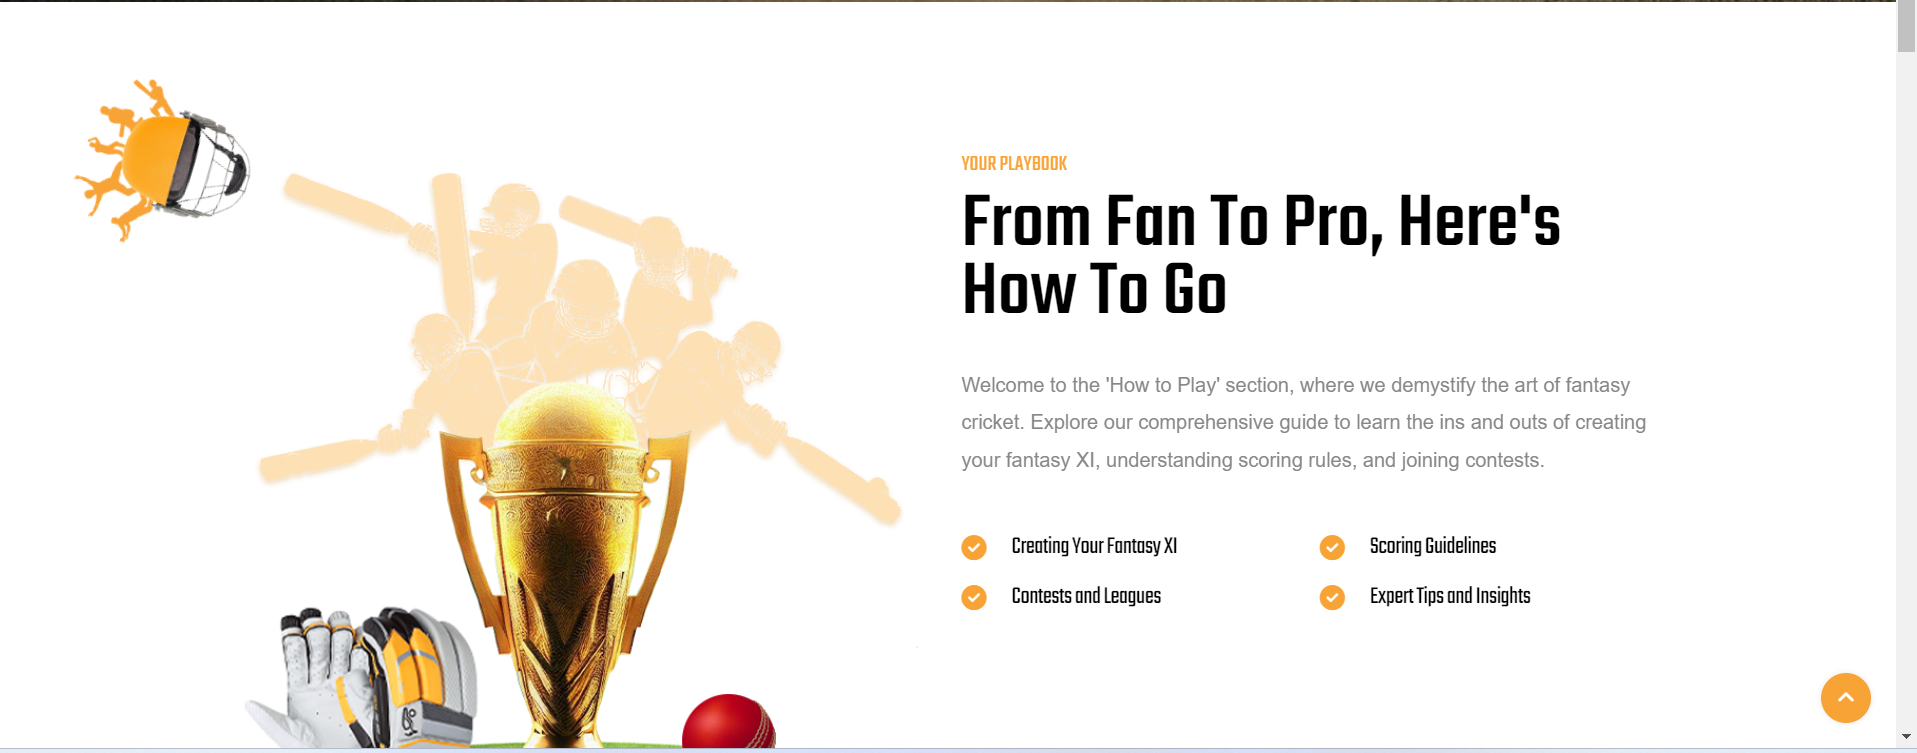 YOUR PLAYBOOK
From Fan To Pro, Here's
How To Go
Welcome to the 'How to Play' section, where we demystify the art of fantasy
cricket. Explore our comprehensive guide to learn the ins and outs of creating
your fantasy XI, understanding scoring rules, and joining contests.
Creating Your Fantasy XI
Scoring Guidelines
Contests and Leagues
Expert Tips and Insights